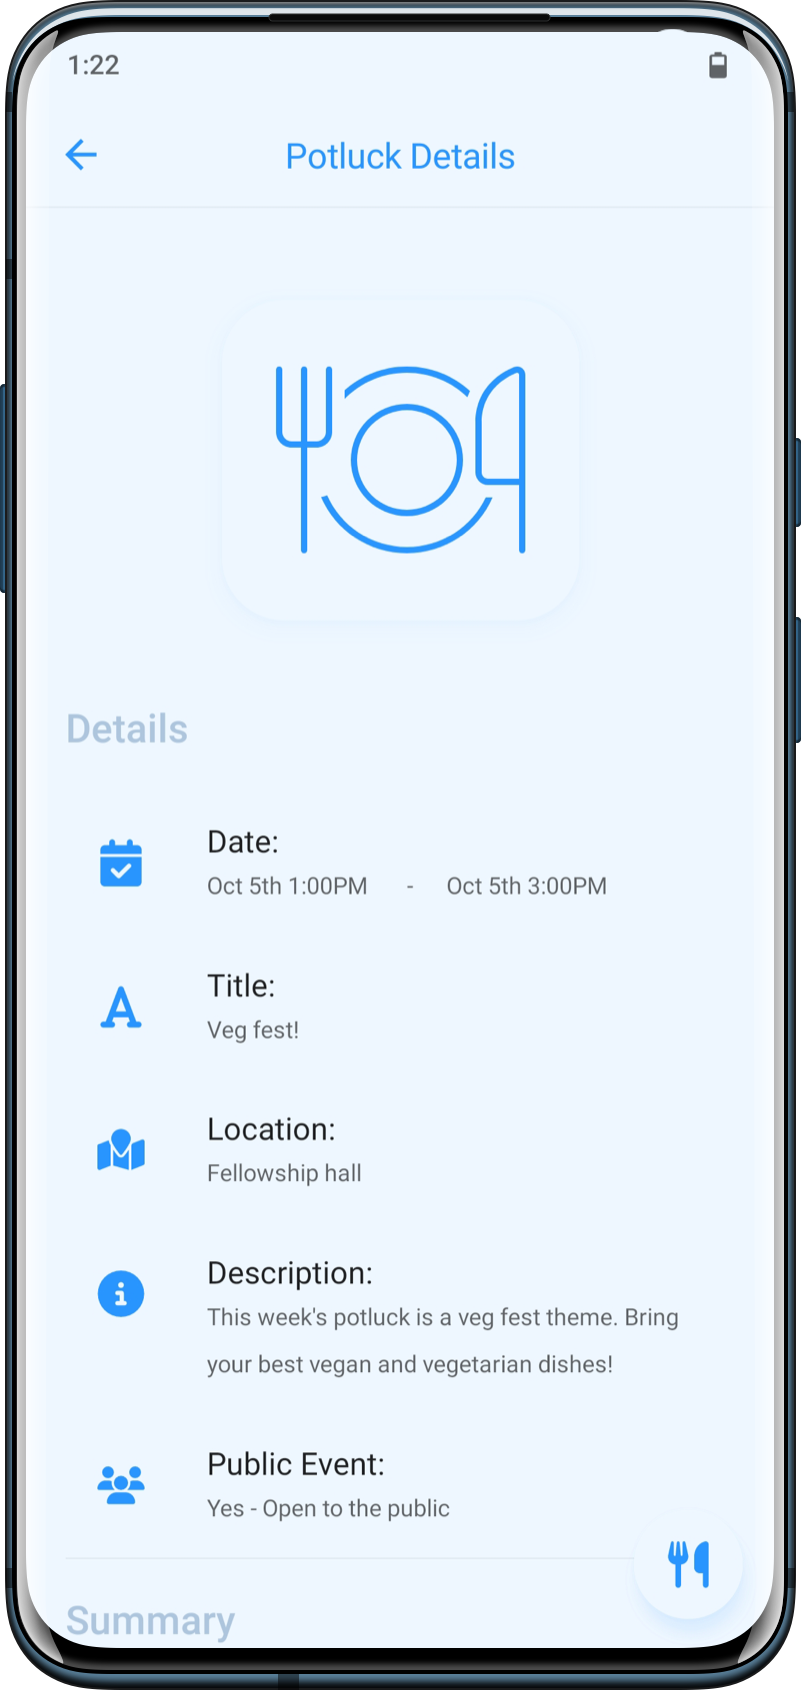 1:22
Potluck Details
Details
Date:
Oct 5th 1:00PM - Oct 5th 3:00PM
Title:
Veg fest!
Location:
Fellowship hall
Description:
This week's potluck is a veg fest theme. Bring
your best vegan and vegetarian dishes!
Public Event:
Yes - Open to the public
Summary